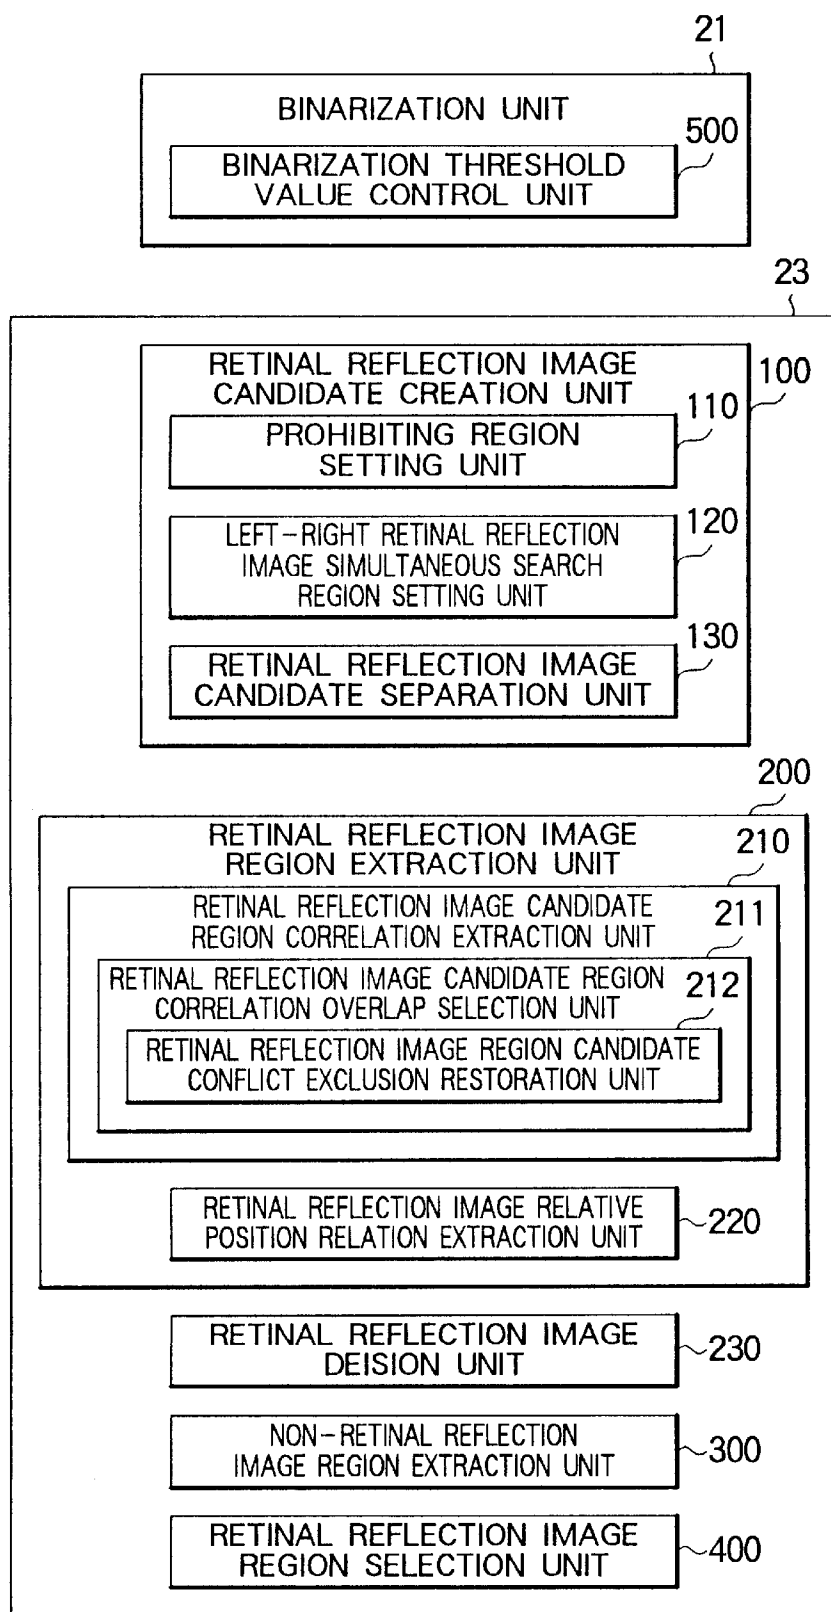 21
BINARIZATION UNIT
500
BINARIZATION THRESHOLD
VALUE CONTROL UNIT
23
RETINAL REFLECTION IMAGE
CANDIDATE CREATION UNIT
100
110
PROHIBITING REGION
SETTING UNIT
120
LEFT-RIGHT RETINAL REFLECTION
IMAGE SIMULTANEOUS SEARCH
REGION SETTING UNIT
130
RETINAL REFLECTION IMAGE
CANDIDATE SEPARATION UNIT
200
RETINAL REFLECTION IMAGE
REGION EXTRACTION UNIT
210
RETINAL REFLECTION IMAGE CANDIDATE
REGION CORRELATION EXTRACTION UNIT
211
RETINAL REFLECTION IMAGE CANDIDATE REGION
CORRELATION OVERLAP SELECTION UNIT
212
RETINAL REFLECTION IMAGE REGION CANDIDATE
CONFLICT EXCLUSION RESTORATION UNIT
RETINAL REFLECTION IMAGE RELATIVE
POSITION RELATION EXTRACTION UNIT
220
RETINAL REFLECTION IMAGE
DEISION UNIT
230
NON-RETINAL REFLECTION
IMAGE REGION EXTRACTION UNIT
300
RETINAL REFLECTION IMAGE
REGION SELECTION UNIT
400